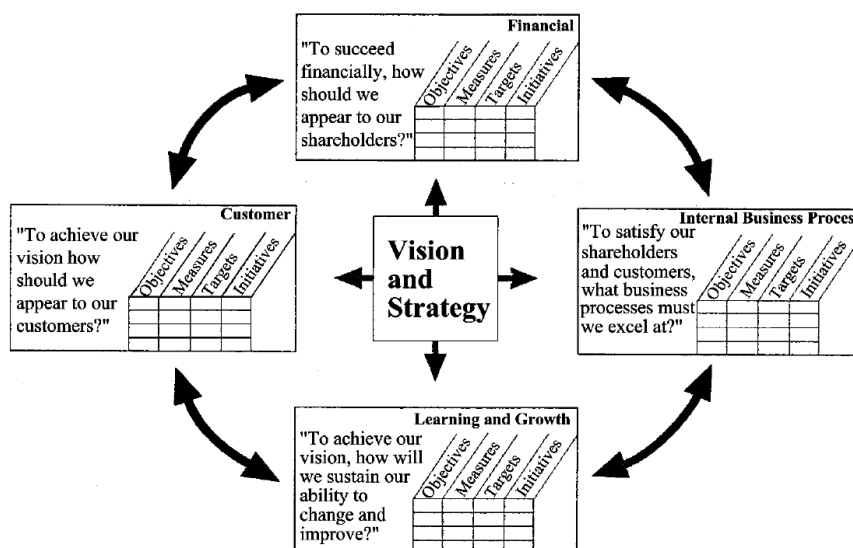 Financial
"To succeed
financially, how
should we
appear to our
shareholders?"
Objectives
Measures
Targets
Initiatives
Customer
"To achieve our
vision how
should we
appear to our
customers?"
Objectives
Measures
Targets
Initiatives
Vision
and
Strategy
Internal Business Proces
"To satisfy our
shareholders
and customers,
what business
processes must
we excel at?"
Objectives
Measures
Targets
Initiatives
Learning and Growth
"To achieve our
vision, how will
we sustain our
ability to
change and
improve?"
Objectives
Measures
Targets
Initiatives